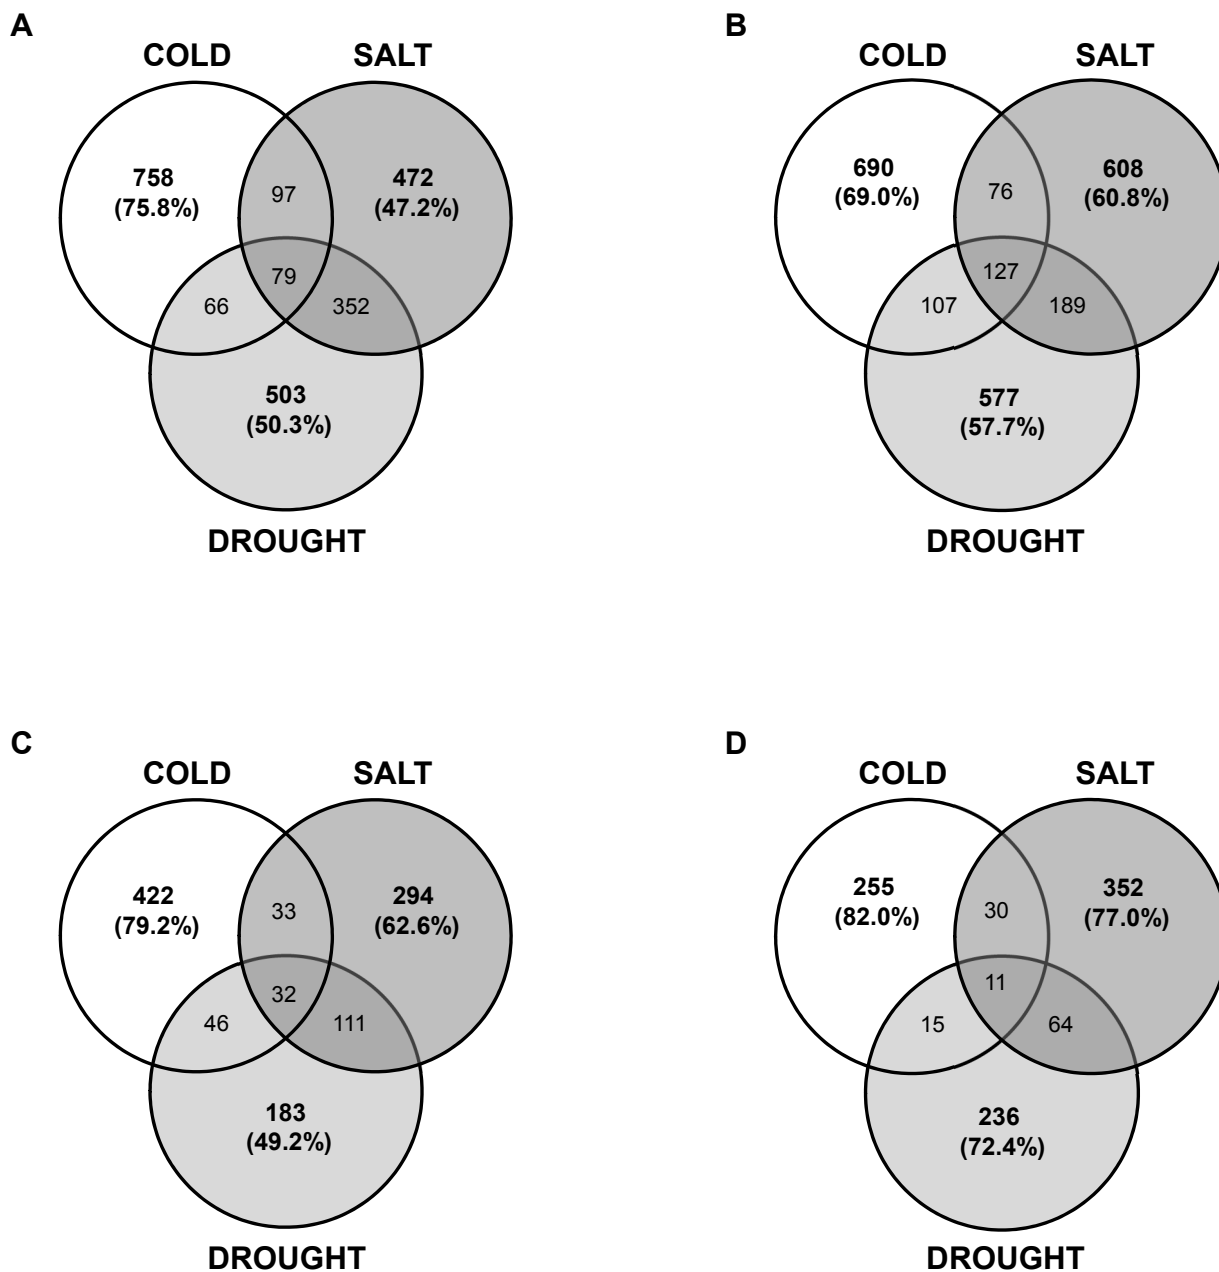 A
COLD
SALT
758
(75.8%)
97
472
(47.2%)
79
66
352
503
(50.3%)
DROUGHT
B
COLD
SALT
690
(69.0%)
76
608
(60.8%)
127
107
189
577
(57.7%)
DROUGHT
C
COLD
SALT
422
(79.2%)
33
294
(62.6%)
32
46
111
183
(49.2%)
DROUGHT
D
COLD
SALT
255
(82.0%)
30
352
(77.0%)
11
15
64
236
(72.4%)
DROUGHT